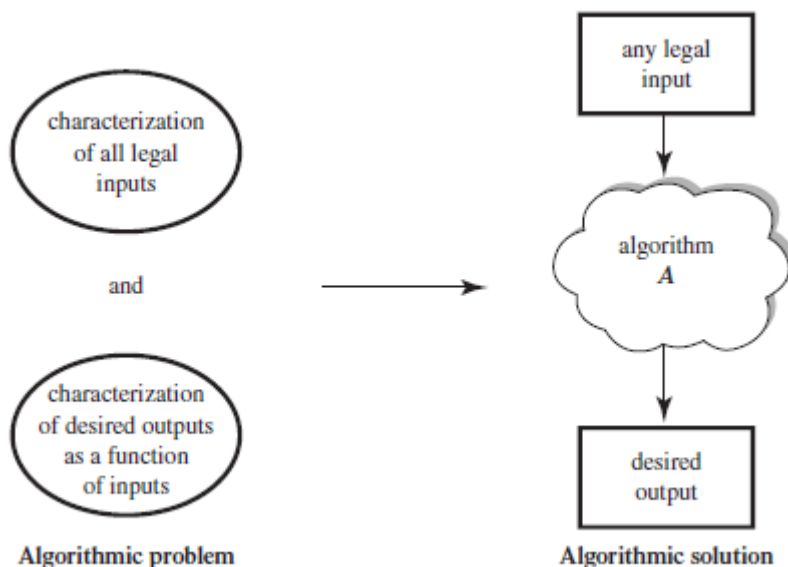 characterization
of all legal
inputs
and
characterization
of desired outputs
as a function
of inputs
Algorithmic problem
any legal
input
algorithm
A
desired
output
Algorithmic solution